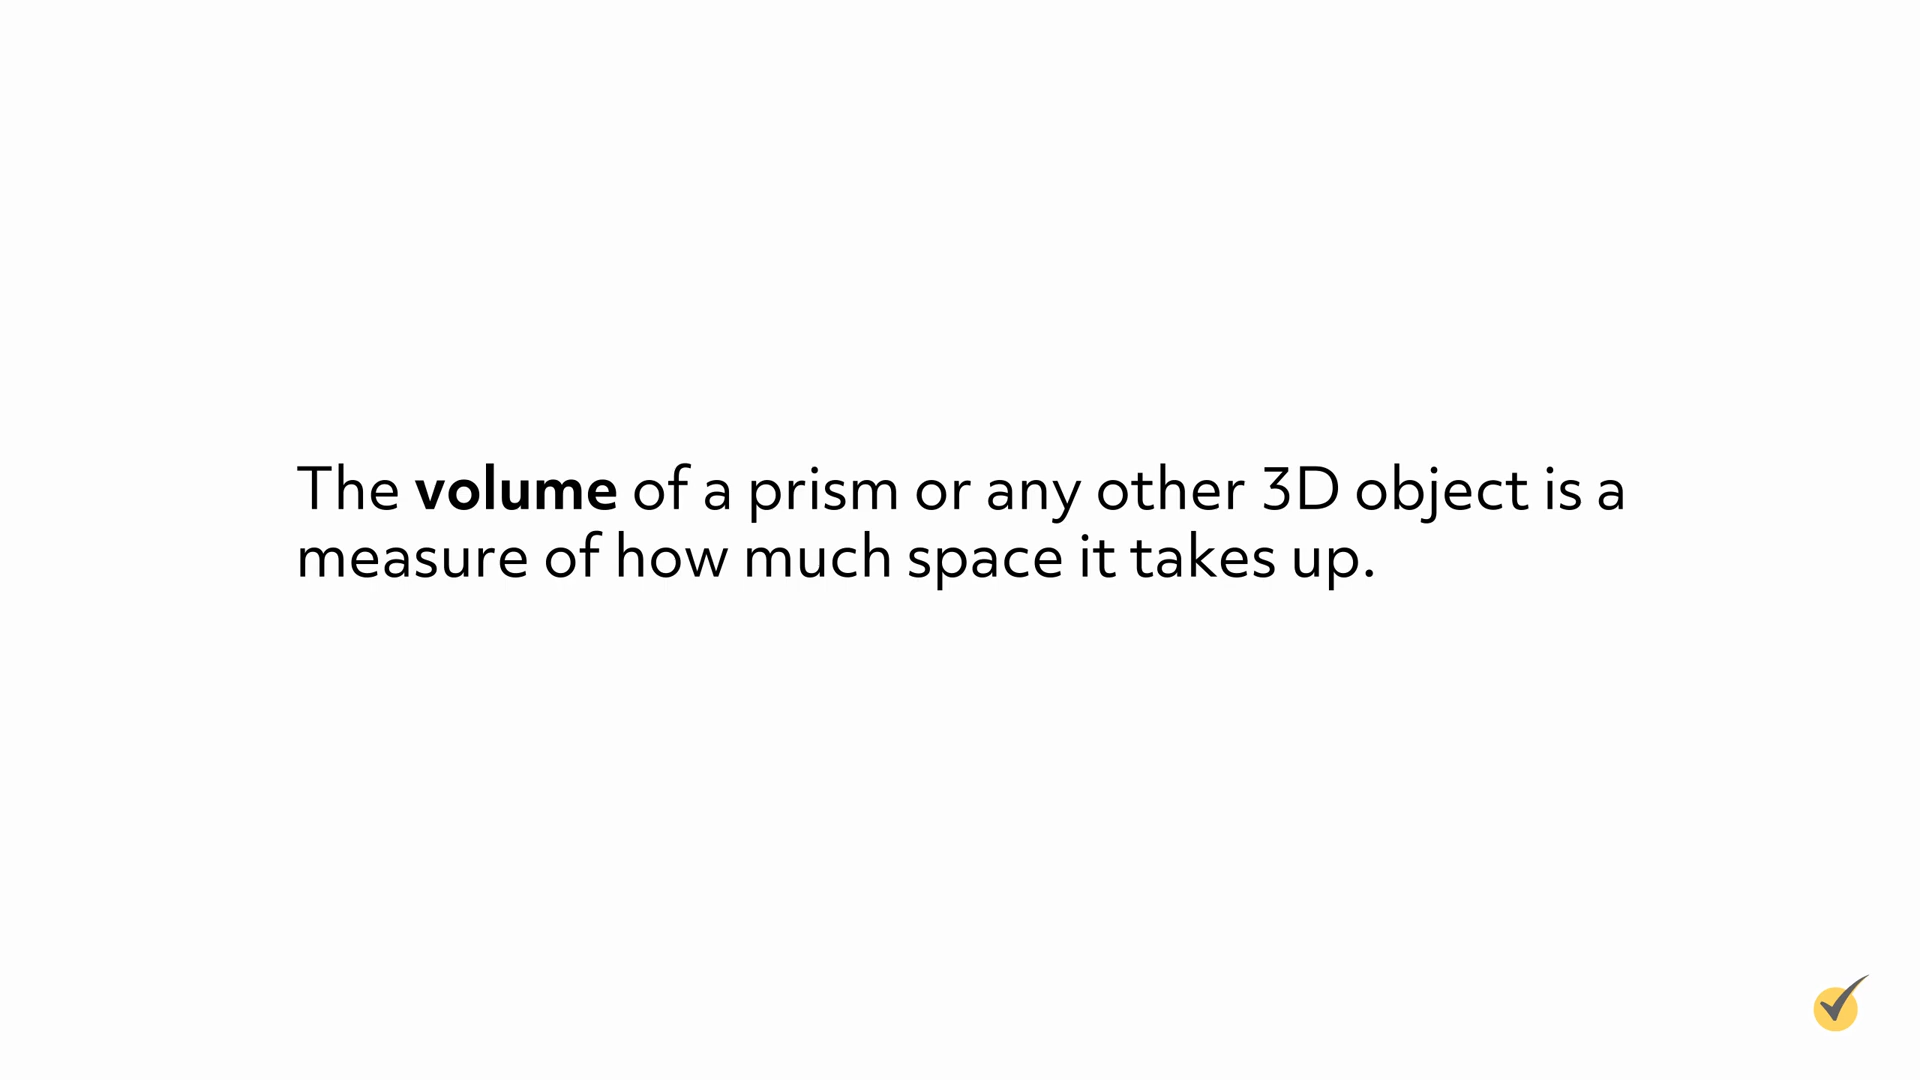 The volume of a prism or any other 3D object is a
measure of how much space it takes up.